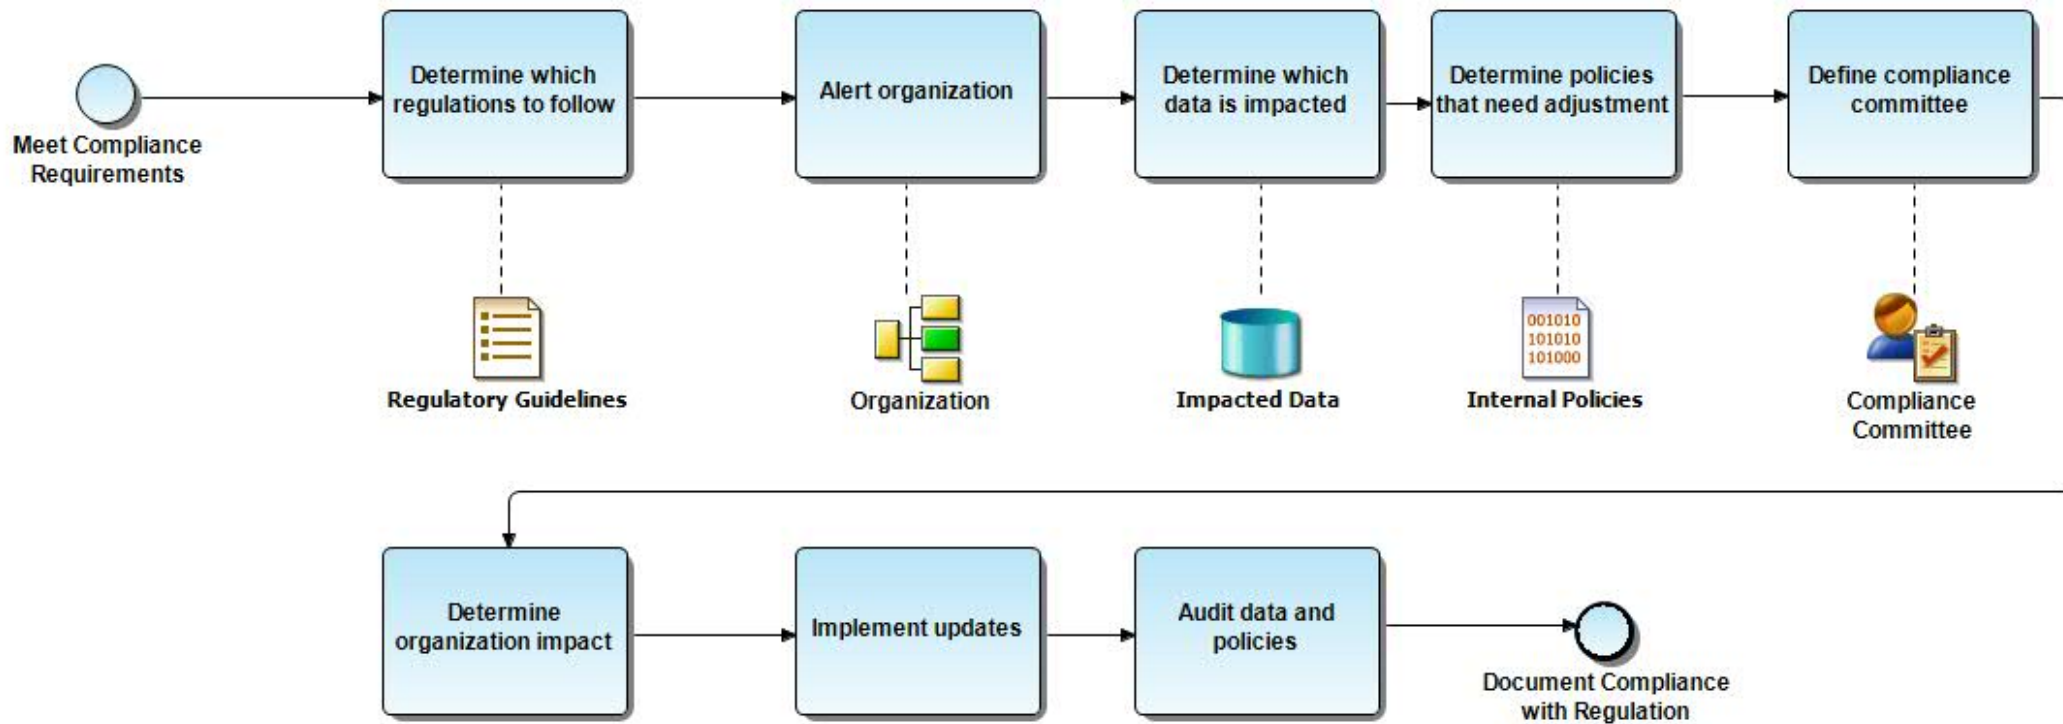 Determine which
regulations to follow
Alert organization
Determine which
data is impacted
Determine policies
that need adjustment
Define compliance
committee
Meet Compliance
Requirements
001010
101010
101000
Regulatory Guidelines
Organization
Impacted Data
Internal Policies
Compliance
Committee
Determine
organization impact
Implement updates
Audit data and
policies
Document Compliance
with Regulation